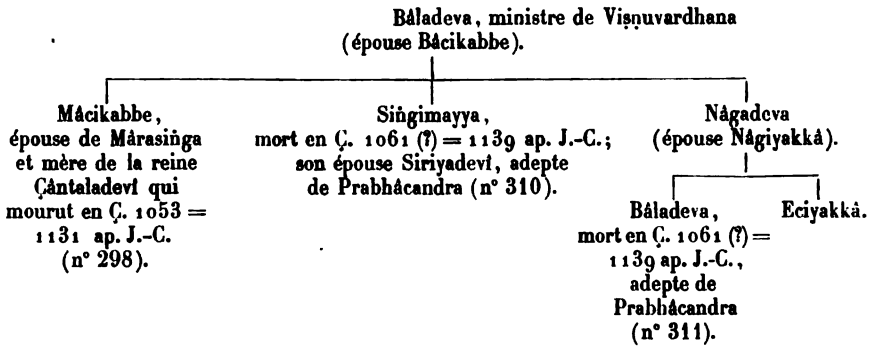 Bâladeva, ministre de Viṣṇuvardhana
(épouse Bâcikabbe).
Mâcikabbe,
épouse de Mârasiṅga
et mère de la reine
Çântaladevî qui
mourut en Ç. 1053 =
1131 ap. J.-C.
(n° 298).
Siṅgimayya,
mort en Ç. 1061 (?) = 1139 ap. J.-C.;
son épouse Siriyadevî, adepte
de Prabhâcandra (n° 310).
Nâgadeva
(épouse Nâgiyakkâ).
Bâladeva,
mort en Ç. 1061 (?) =
1139 ap. J.-C.,
adepte de
Prabhâcandra
(n° 311).
Eciyakkâ.